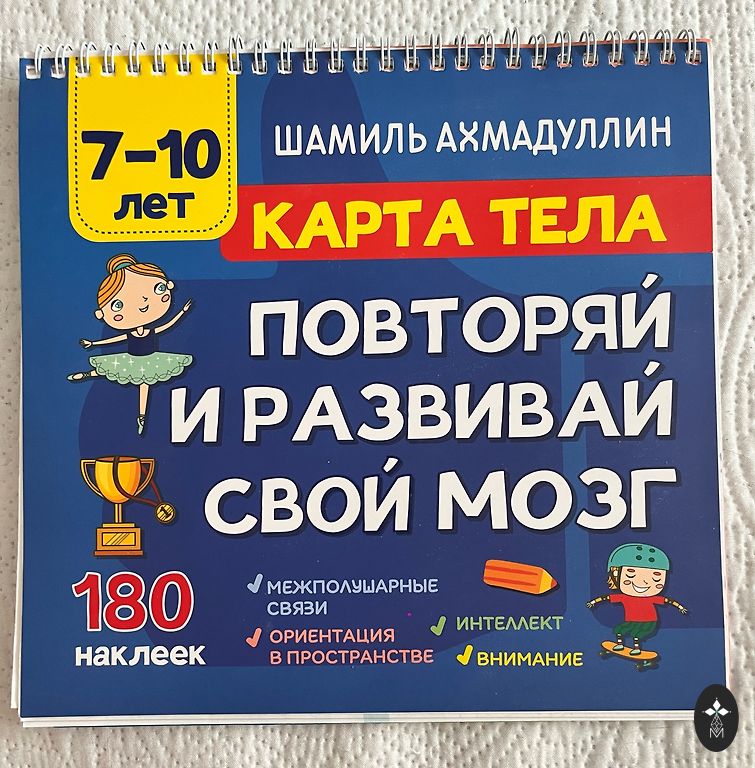 7-10
лет
ШАМИЛЬ АХМАДУЛЛИН
КАРТА ТЕЛА
ПОВТОРЯЙ
И РАЗВИВАЙ
СВОЙ МОЗГ
180
наклеек
МЕЖПОЛУШАРНЫЕ
СВЯЗИ
ОРИЕНТАЦИЯ
В ПРОСТРАНСТВЕ
ИНТЕЛЛЕКТ
ВНИМАНИЕ